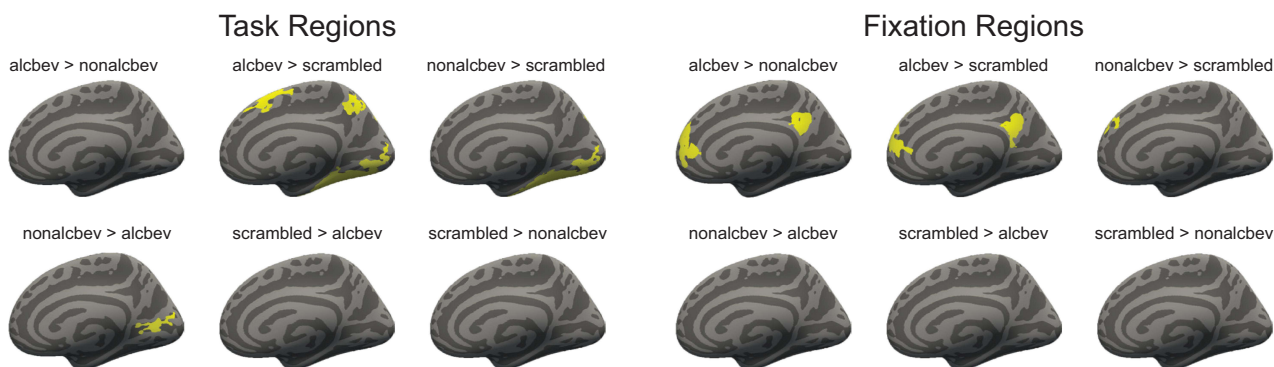 Task Regions
Fixation Regions
alcbev > nonalcbev
alcbev > scrambled
nonalcbev > scrambled
alcbev > nonalcbev
alcbev > scrambled
nonalcbev > scrambled
nonalcbev > alcbev
scrambled > alcbev
scrambled > nonalcbev
nonalcbev > alcbev
scrambled > alcbev
scrambled > nonalcbev